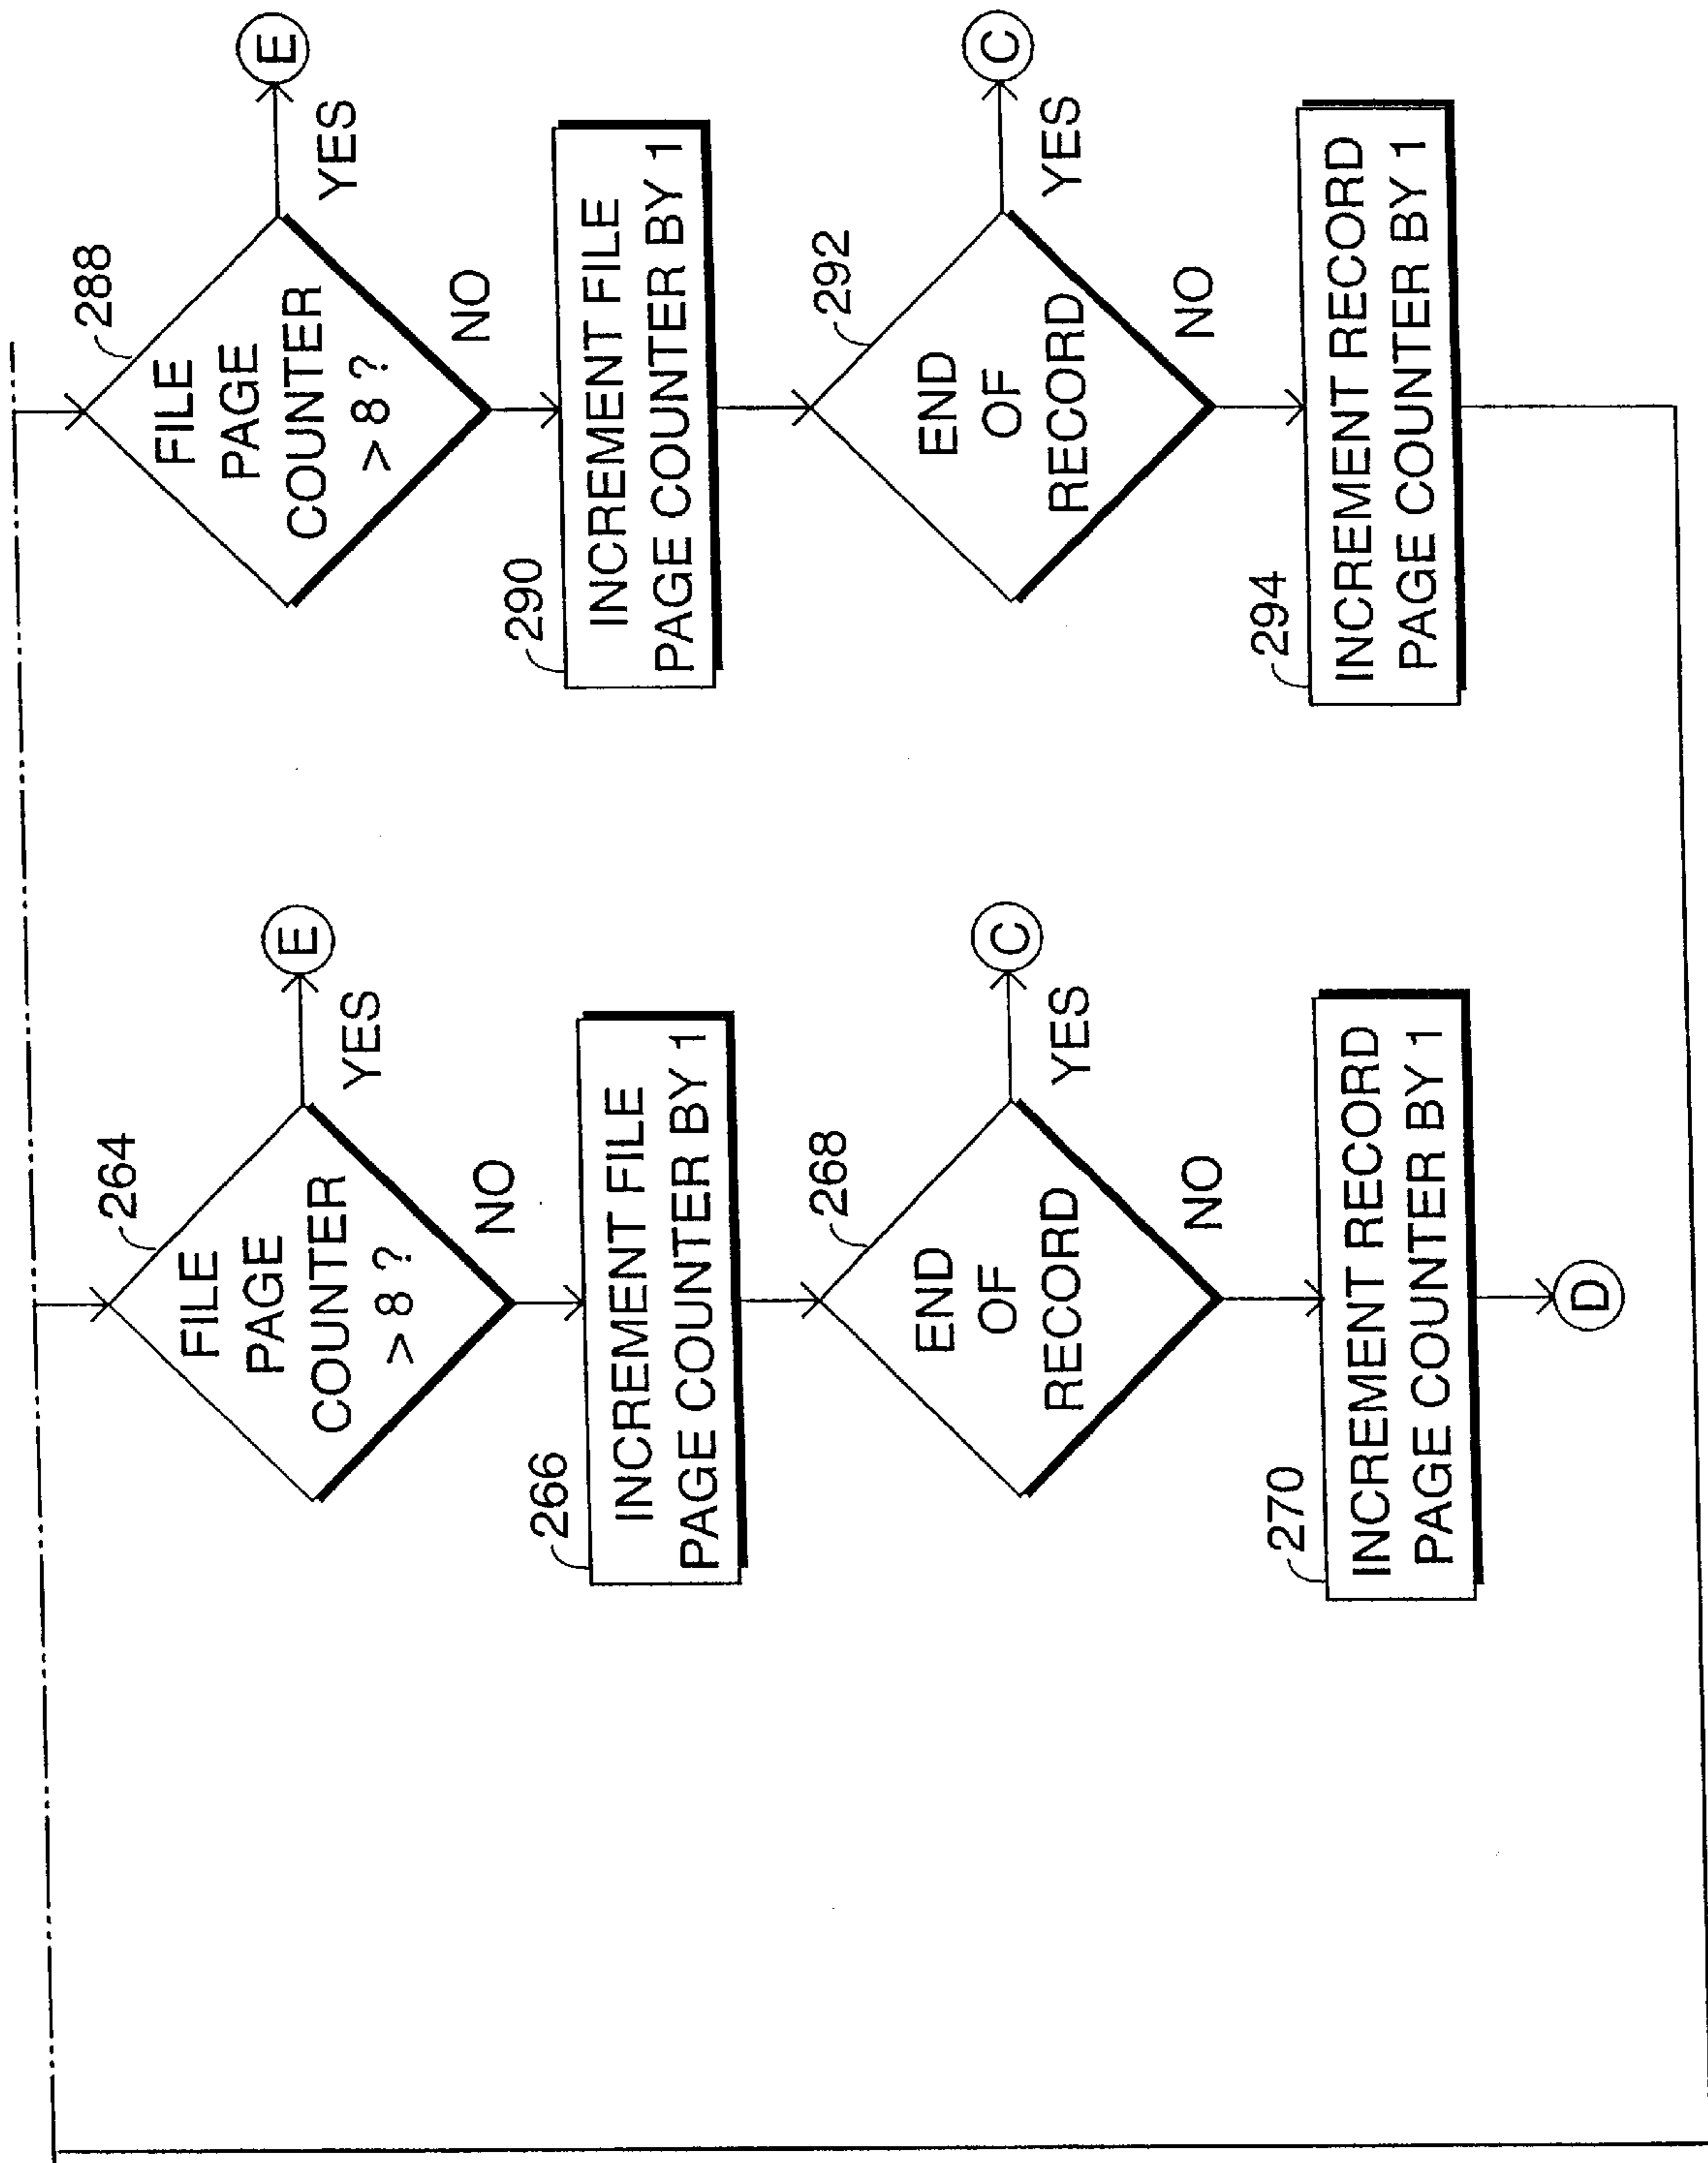 264
FILE
PAGE
COUNTER
> 8 ?
YES
E
NO
266
INCREMENT FILE
PAGE COUNTER BY 1
268
END
OF
RECORD
YES
C
NO
270
INCREMENT RECORD
PAGE COUNTER BY 1
D
288
FILE
PAGE
COUNTER
> 8 ?
YES
E
NO
290
INCREMENT FILE
PAGE COUNTER BY 1
292
END
OF
RECORD
YES
C
NO
294
INCREMENT RECORD
PAGE COUNTER BY 1